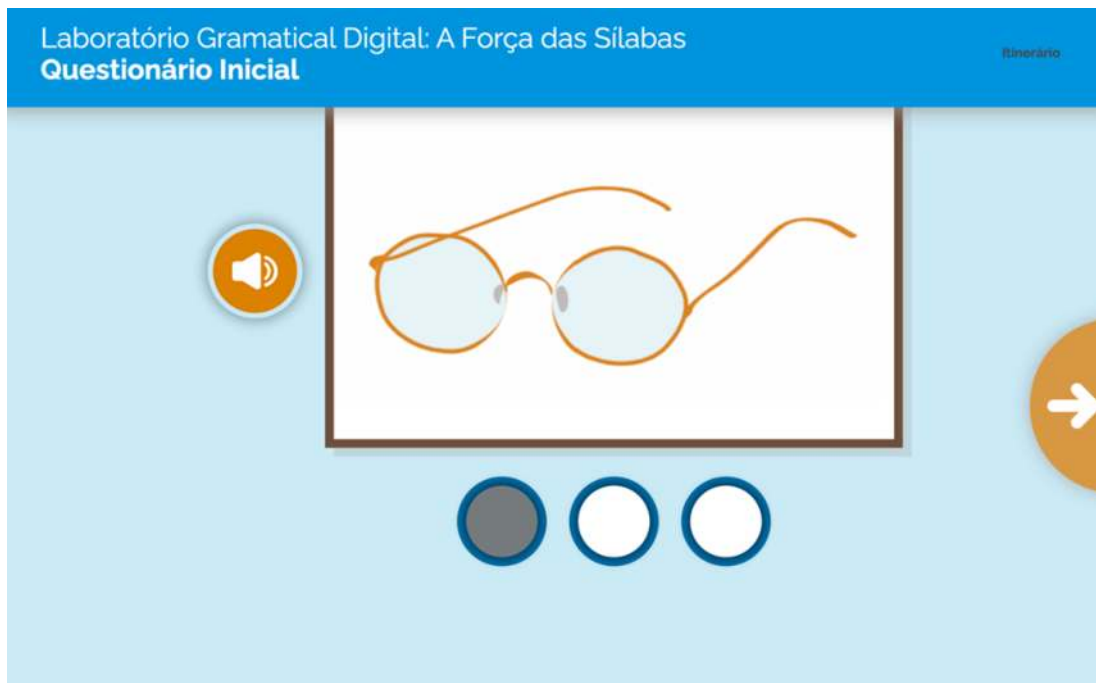 Laboratório Gramatical Digital: A Força das Sílabas
Questionário Inicial
Itinerário